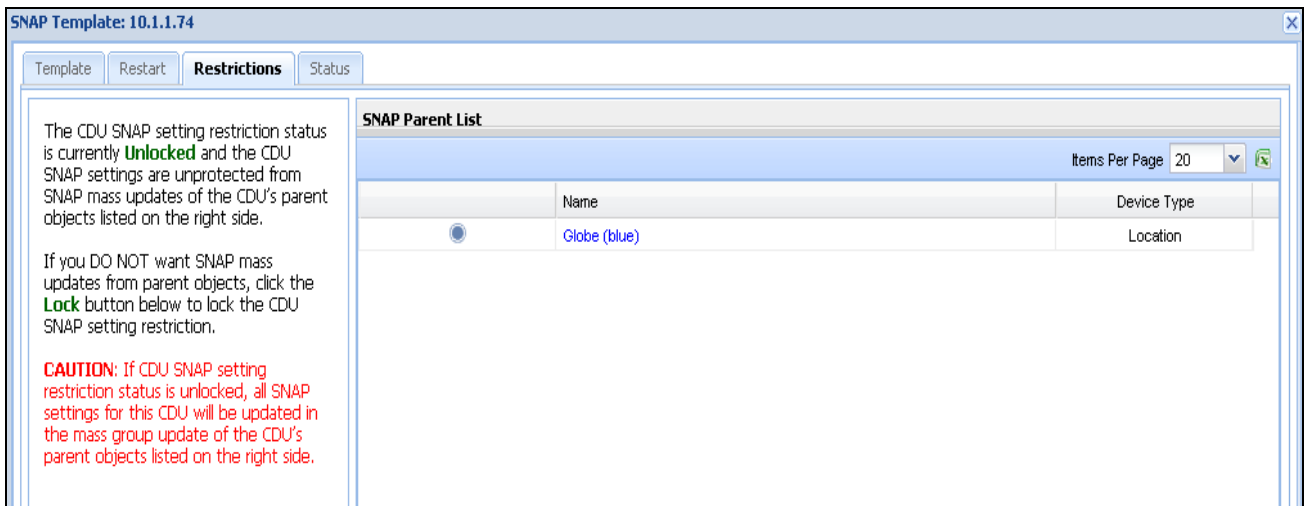 SNAP Template: 10.1.1.74
Template Restart Restrictions Status
The CDU SNAP setting restriction status
is currently Unlocked and the CDU
SNAP settings are unprotected from
SNAP mass updates of the CDU's parent
objects listed on the right side.
If you DO NOT want SNAP mass
updates from parent objects, click the
Lock button below to lock the CDU
SNAP setting restriction.
CAUTION: If CDU SNAP setting
restriction status is unlocked, all SNAP
settings for this CDU will be updated in
the mass group update of the CDU's
parent objects listed on the right side.
SNAP Parent List
Items Per Page 20
Name Device Type
Globe (blue) Location